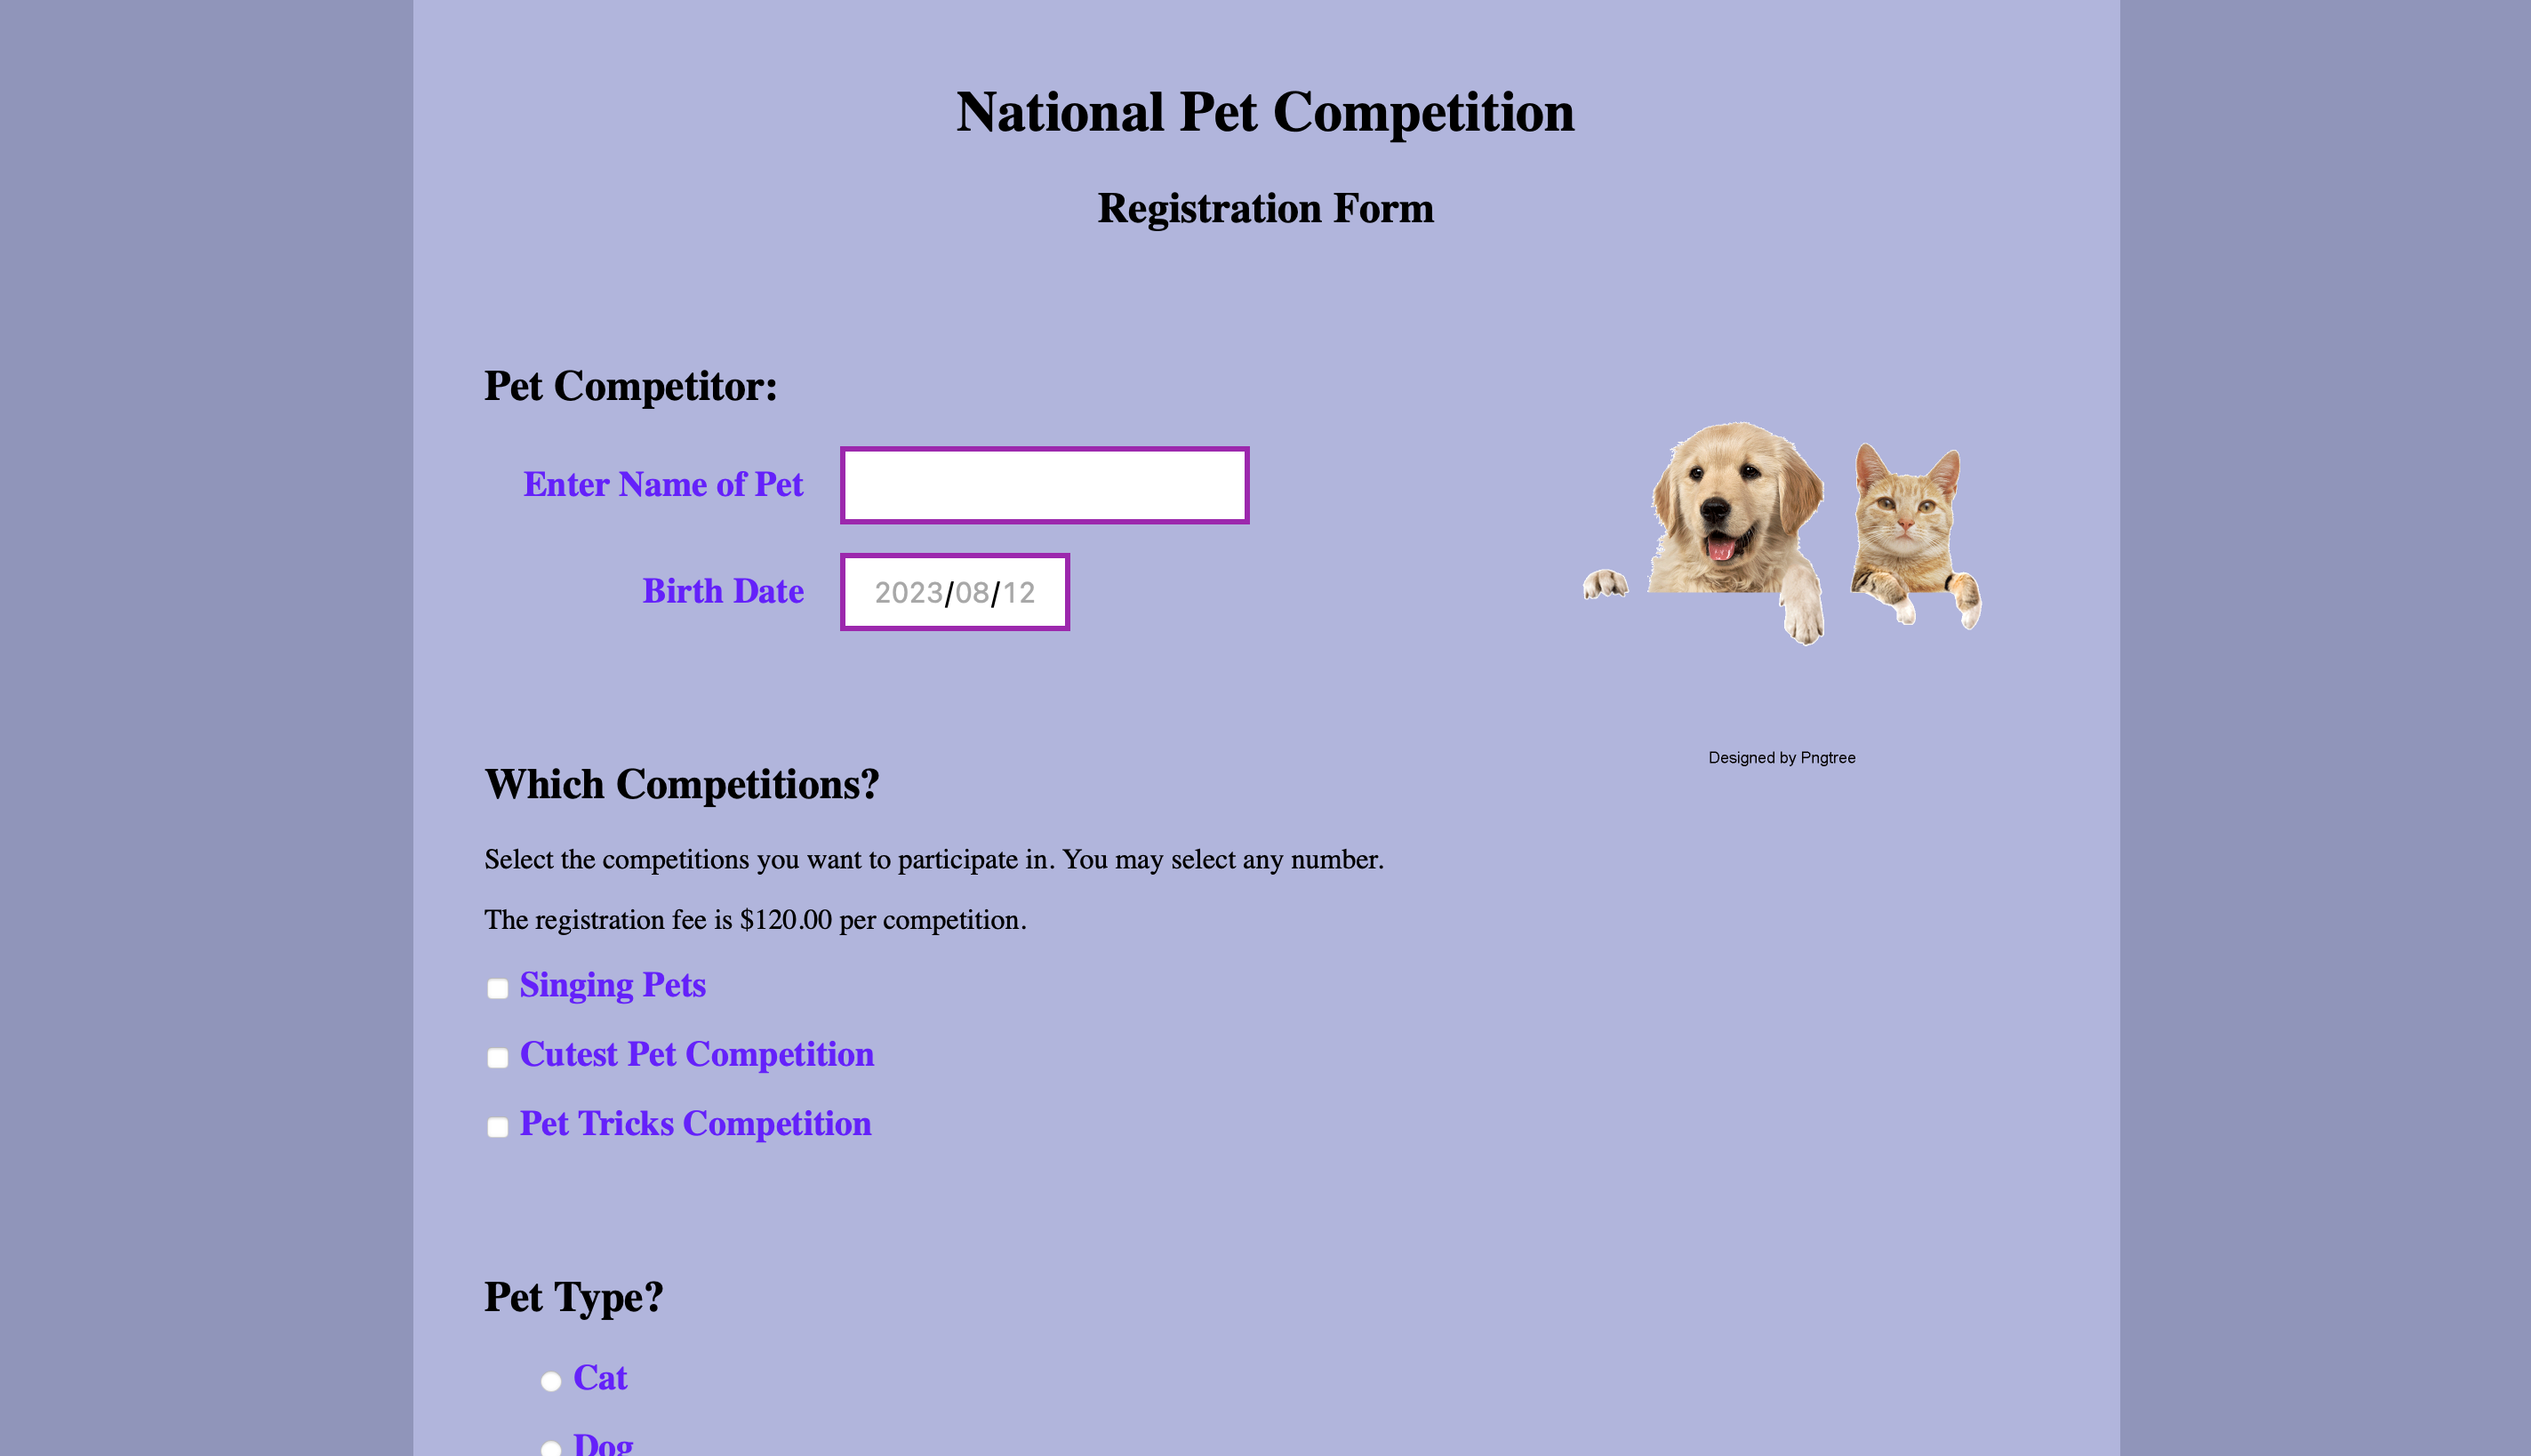 National Pet Competition
Registration Form
Pet Competitor:
Enter Name of Pet
Birth Date 2023/08/12
Designed by Pngtree
Which Competitions?
Select the competitions you want to participate in. You may select any number.
The registration fee is $120.00 per competition.
Singing Pets
Cutest Pet Competition
Pet Tricks Competition
Pet Type?
Cat
Dog